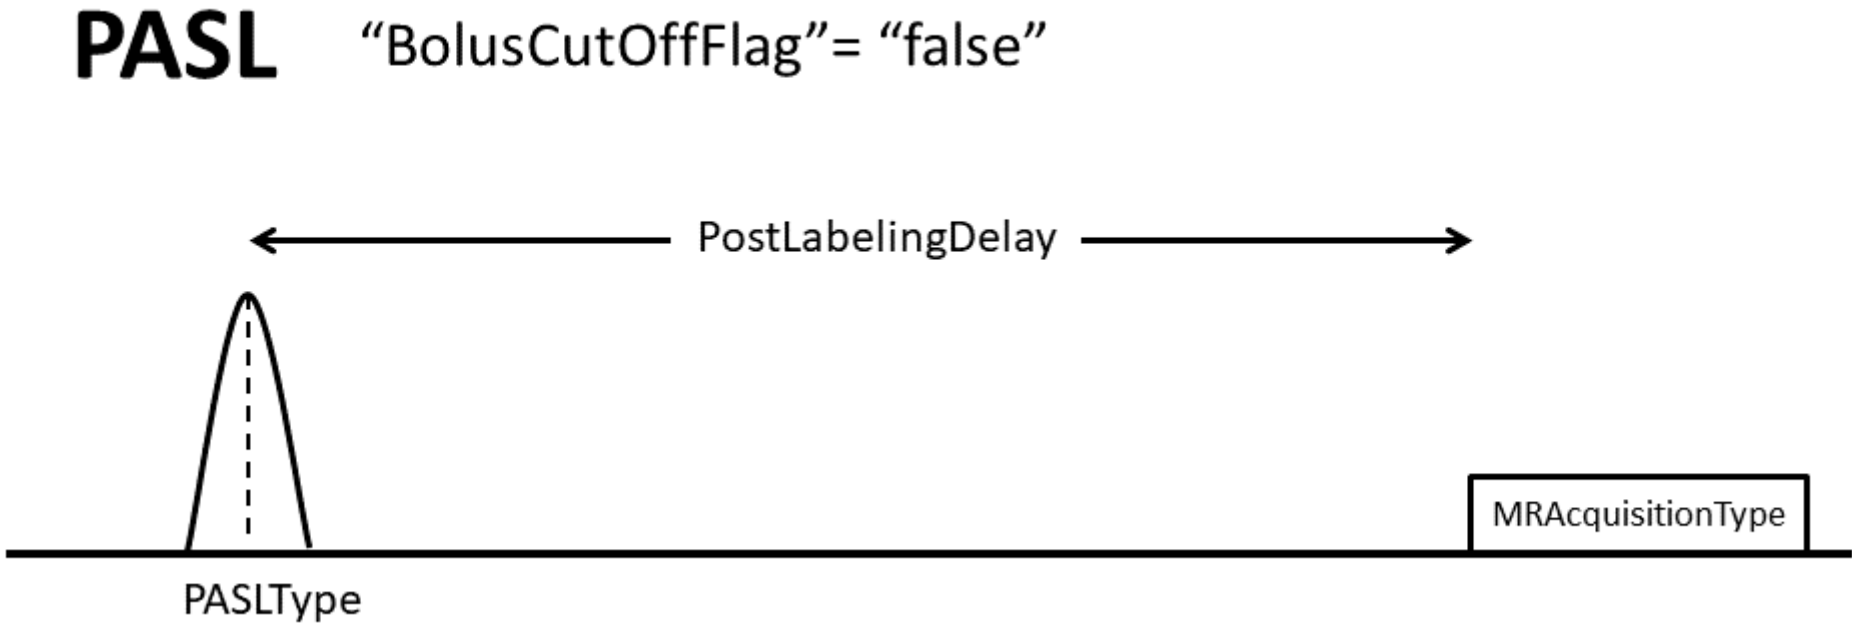 PASL “BolusCutOffFlag”= “false”
PostLabelingDelay
MRAcquisitionType
PASLType